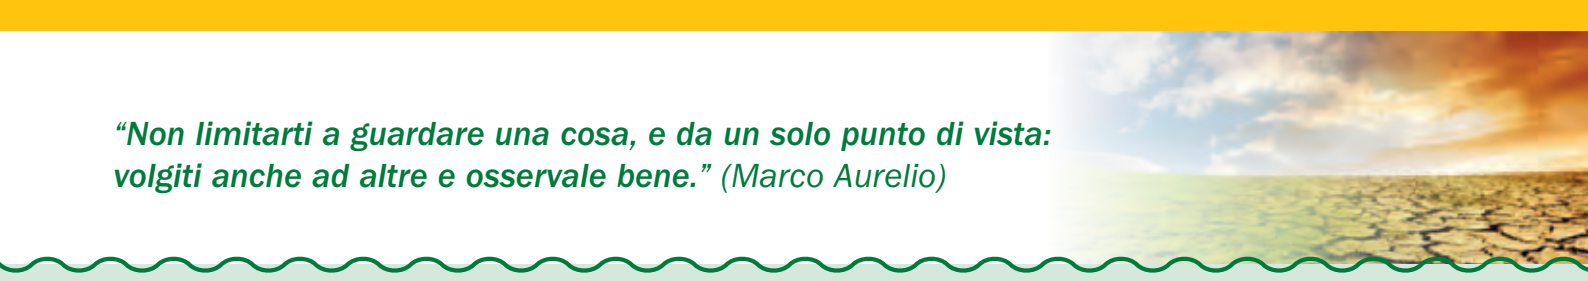 “Non limitarti a guardare una cosa, e da un solo punto di vista:
volgiti anche ad altre e osservale bene.” (Marco Aurelio)